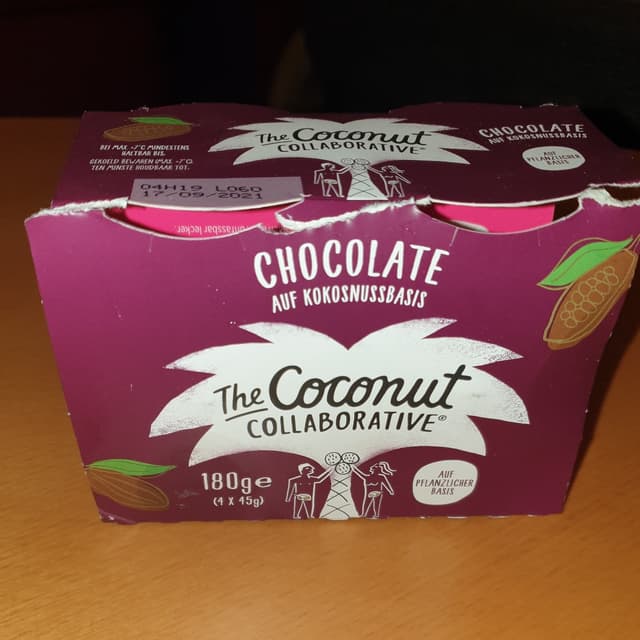 BEI MAX. +7°C MINDESTENS
HALTBAR BIS.
GEKOELD BEWAREN (MAX. +7°C).
TEN MINSTE HOUDBAAR TOT.
04H19 L060
17/09/2021
The Coconut
COLLABORATIVE®
CHOCOLATE
AUF KOKOSNUSSBASIS
AUF
PFLANZLICHER
BASIS
CHOCOLATE
AUF KOKOSNUSSBASIS
The Coconut
COLLABORATIVE®
180g e
(4 X 45g)
AUF
PFLANZLICHER
BASIS